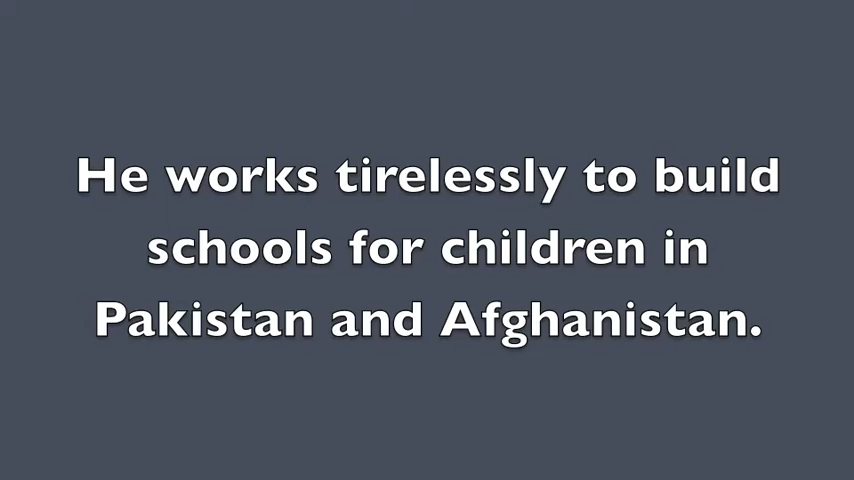 He works tirelessly to build
schools for children in
Pakistan and Afghanistan.